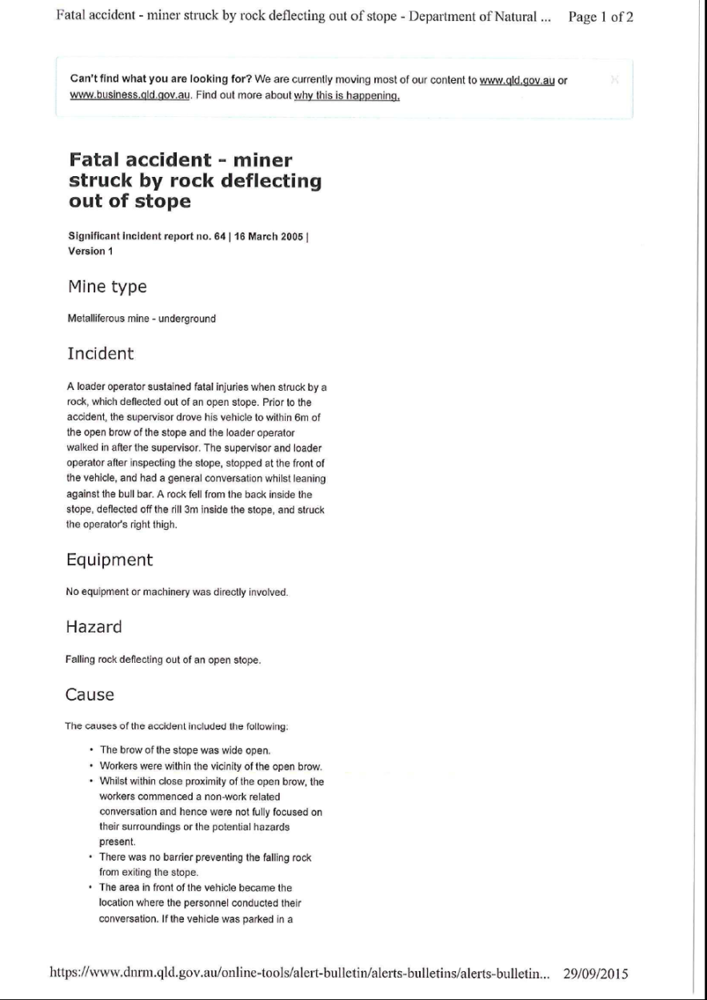 Fatal accident - miner struck by rock deflecting out of stope - Department of Natural ... Page 1 of 2
Can't find what you are looking for? We are currently moving most of our content to www.qld.gov.au or
www.business.qld.gov.au. Find out more about why this is happening.
Fatal accident - miner
struck by rock deflecting
out of stope
Significant incident report no. 64 | 16 March 2005 |
Version 1
Mine type
Metalliferous mine - underground
Incident
A loader operator sustained fatal injuries when struck by a
rock, which deflected out of an open stope. Prior to the
accident, the supervisor drove his vehicle to within 6m of
the open brow of the stope and the loader operator
walked in after the supervisor. The supervisor and loader
operator after inspecting the stope, stopped at the front of
the vehicle, and had a general conversation whilst leaning
against the bull bar. A rock fell from the back inside the
stope, deflected off the rill 3m inside the stope, and struck
the operator's right thigh.
Equipment
No equipment or machinery was directly involved.
Hazard
Falling rock deflecting out of an open stope.
Cause
The causes of the accident included the following:
• The brow of the stope was wide open.
• Workers were within the vicinity of the open brow.
• Whilst within close proximity of the open brow, the
workers commenced a non-work related
conversation and hence were not fully focused on
their surroundings or the potential hazards
present.
• There was no barrier preventing the falling rock
from exiting the stope.
• The area in front of the vehicle became the
location where the personnel conducted their
conversation. If the vehicle was parked in a
https://www.dnrm.qld.gov.au/online-tools/alert-bulletin/alerts-bulletins/alerts-bulletin... 29/09/2015